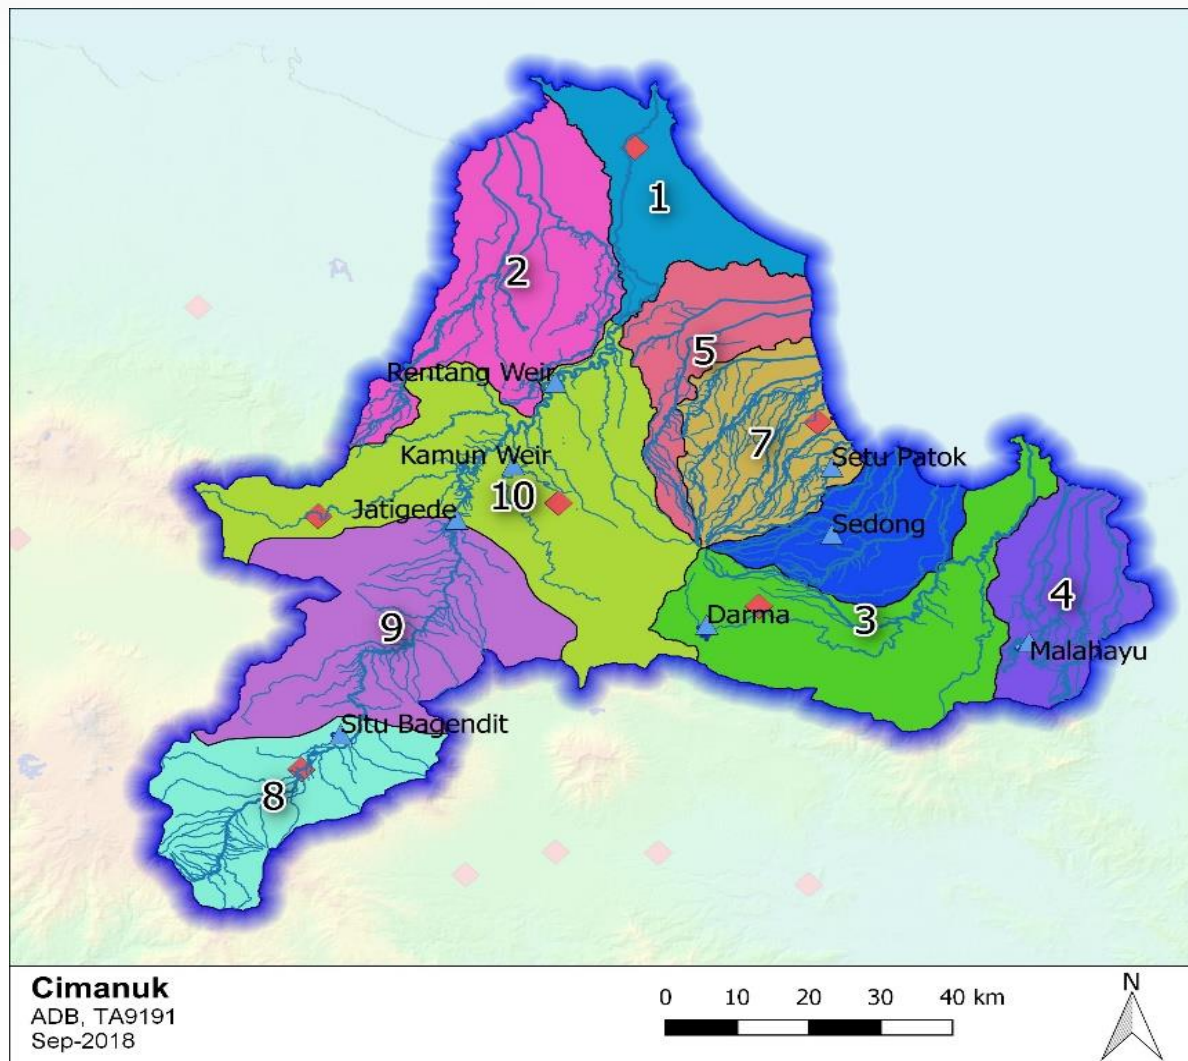 1
2
5
Rentang Weir
7
Kamun Weir
Setu Patok
10
Jatigede
Sedong
4
Darma
3
9
Malahayu
Situ Bagendit
8
Cimanuk
ADB, TA9191
Sep-2018
0 10 20 30 40 km
N